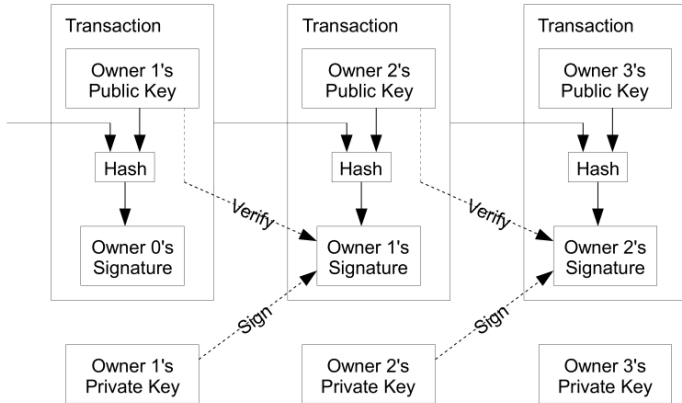 Transaction
Owner 1's
Public Key
Hash
Owner 0's
Signature
Transaction
Owner 2's
Public Key
Hash
Verify
Owner 1's
Signature
Sign
Transaction
Owner 3's
Public Key
Hash
Verify
Owner 2's
Signature
Sign
Owner 1's
Private Key
Owner 2's
Private Key
Owner 3's
Private Key